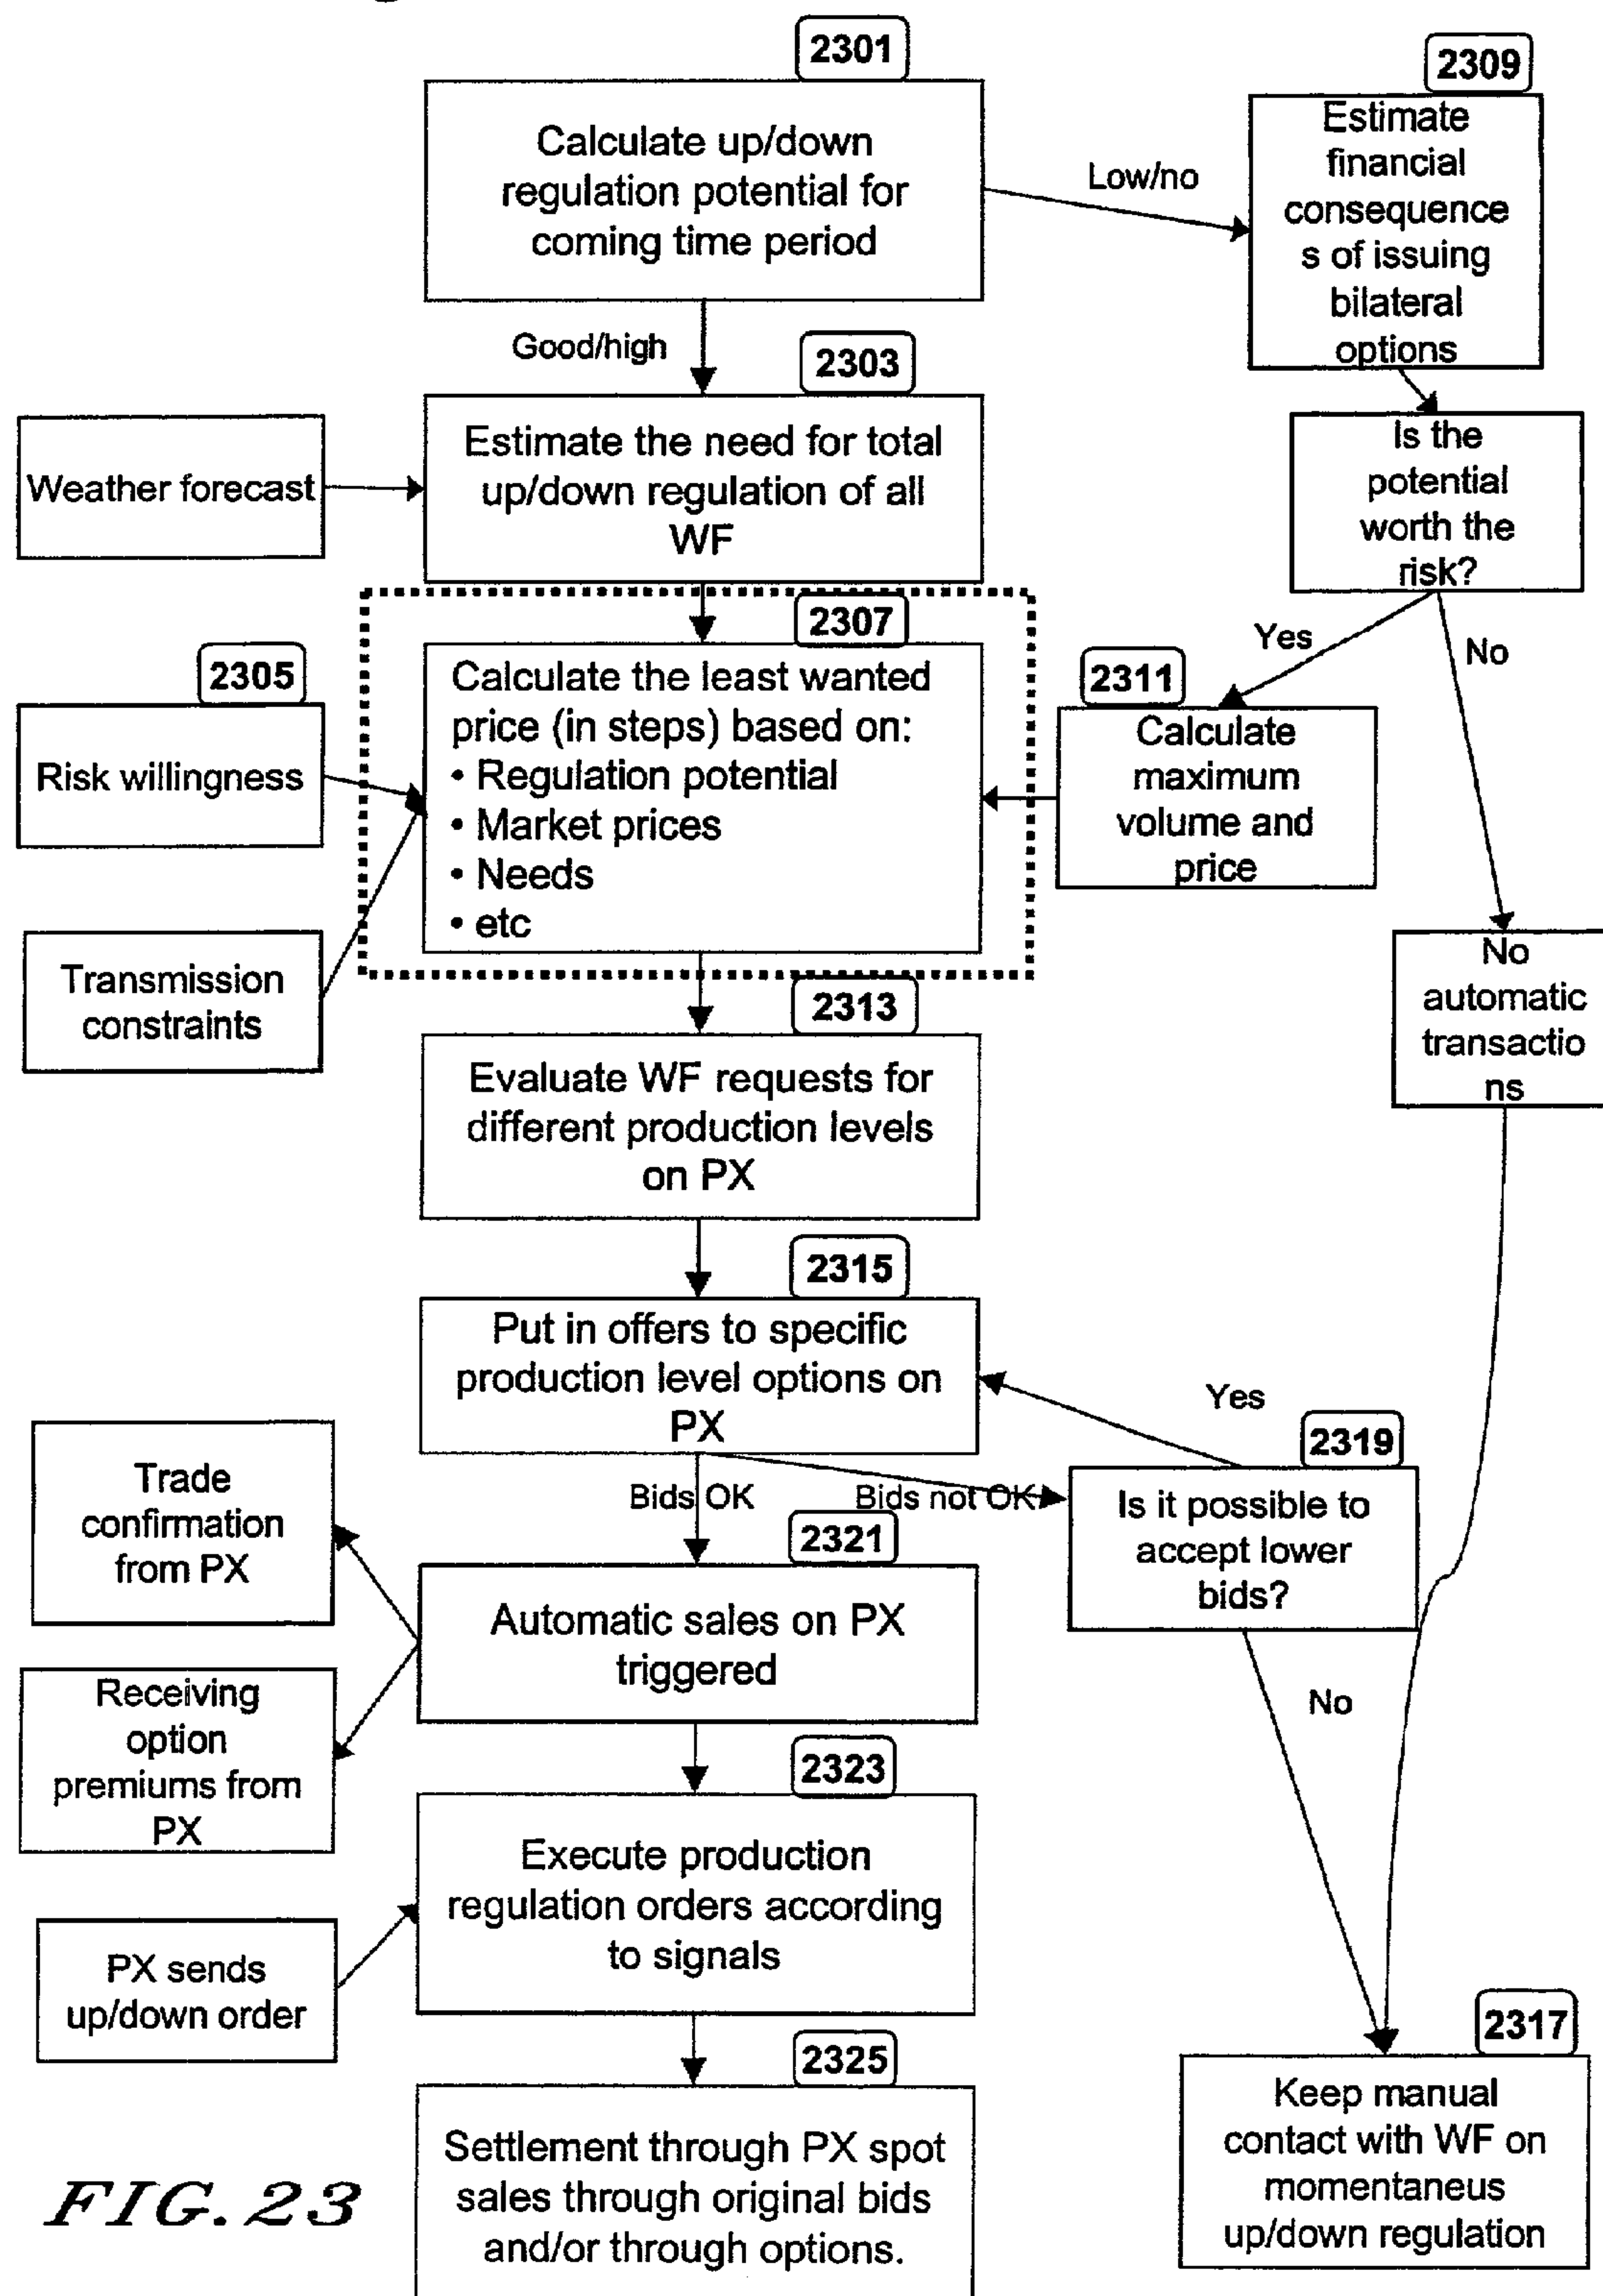 2301
Calculate up/down
regulation potential for
coming time period
2309
Estimate
financial
consequence
s of issuing
bilateral
options
Low/no
Good/high
2303
Estimate the need for total
up/down regulation of all
WF
Weather forecast
Is the
potential
worth the
risk?
Yes
No
2307
Calculate the least wanted
price (in steps) based on:
• Regulation potential
• Market prices
• Needs
• etc
2305
Risk willingness
Transmission
constraints
2311
Calculate
maximum
volume and
price
No
automatic
transactio
ns
2313
Evaluate WF requests for
different production levels
on PX
2315
Put in offers to specific
production level options on
PX
Yes
2319
Is it possible to
accept lower
bids?
Bids OK
Bids not OK
2321
Automatic sales on PX
triggered
Trade
confirmation
from PX
Receiving
option
premiums from
PX
No
2323
Execute production
regulation orders according
to signals
PX sends
up/down order
2317
Keep manual
contact with WF on
momentaneus
up/down regulation
2325
Settlement through PX spot
sales through original bids
and/or through options.
FIG. 23